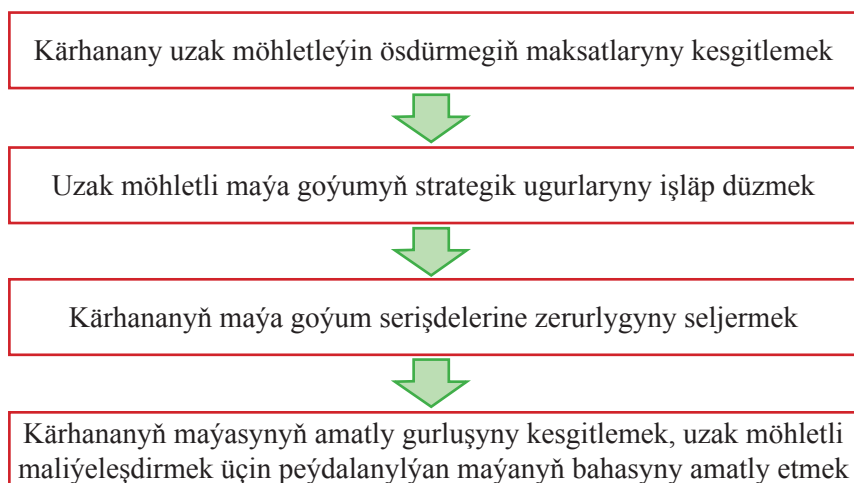 Kärhanany uzak möhletleýin ösdürmegiň maksatlaryny kesgitlemek
Uzak möhletli maýa goýumyň strategik ugurlaryny işläp düzmek
Kärhananyň maýa goýum serişdelerine zerurlygyny seljermek
Kärhananyň maýasynyň amatly gurluşyny kesgitlemek, uzak möhletli
maliýeleşdirmek üçin peýdalanylýan maýanyň bahasyny amatly etmek